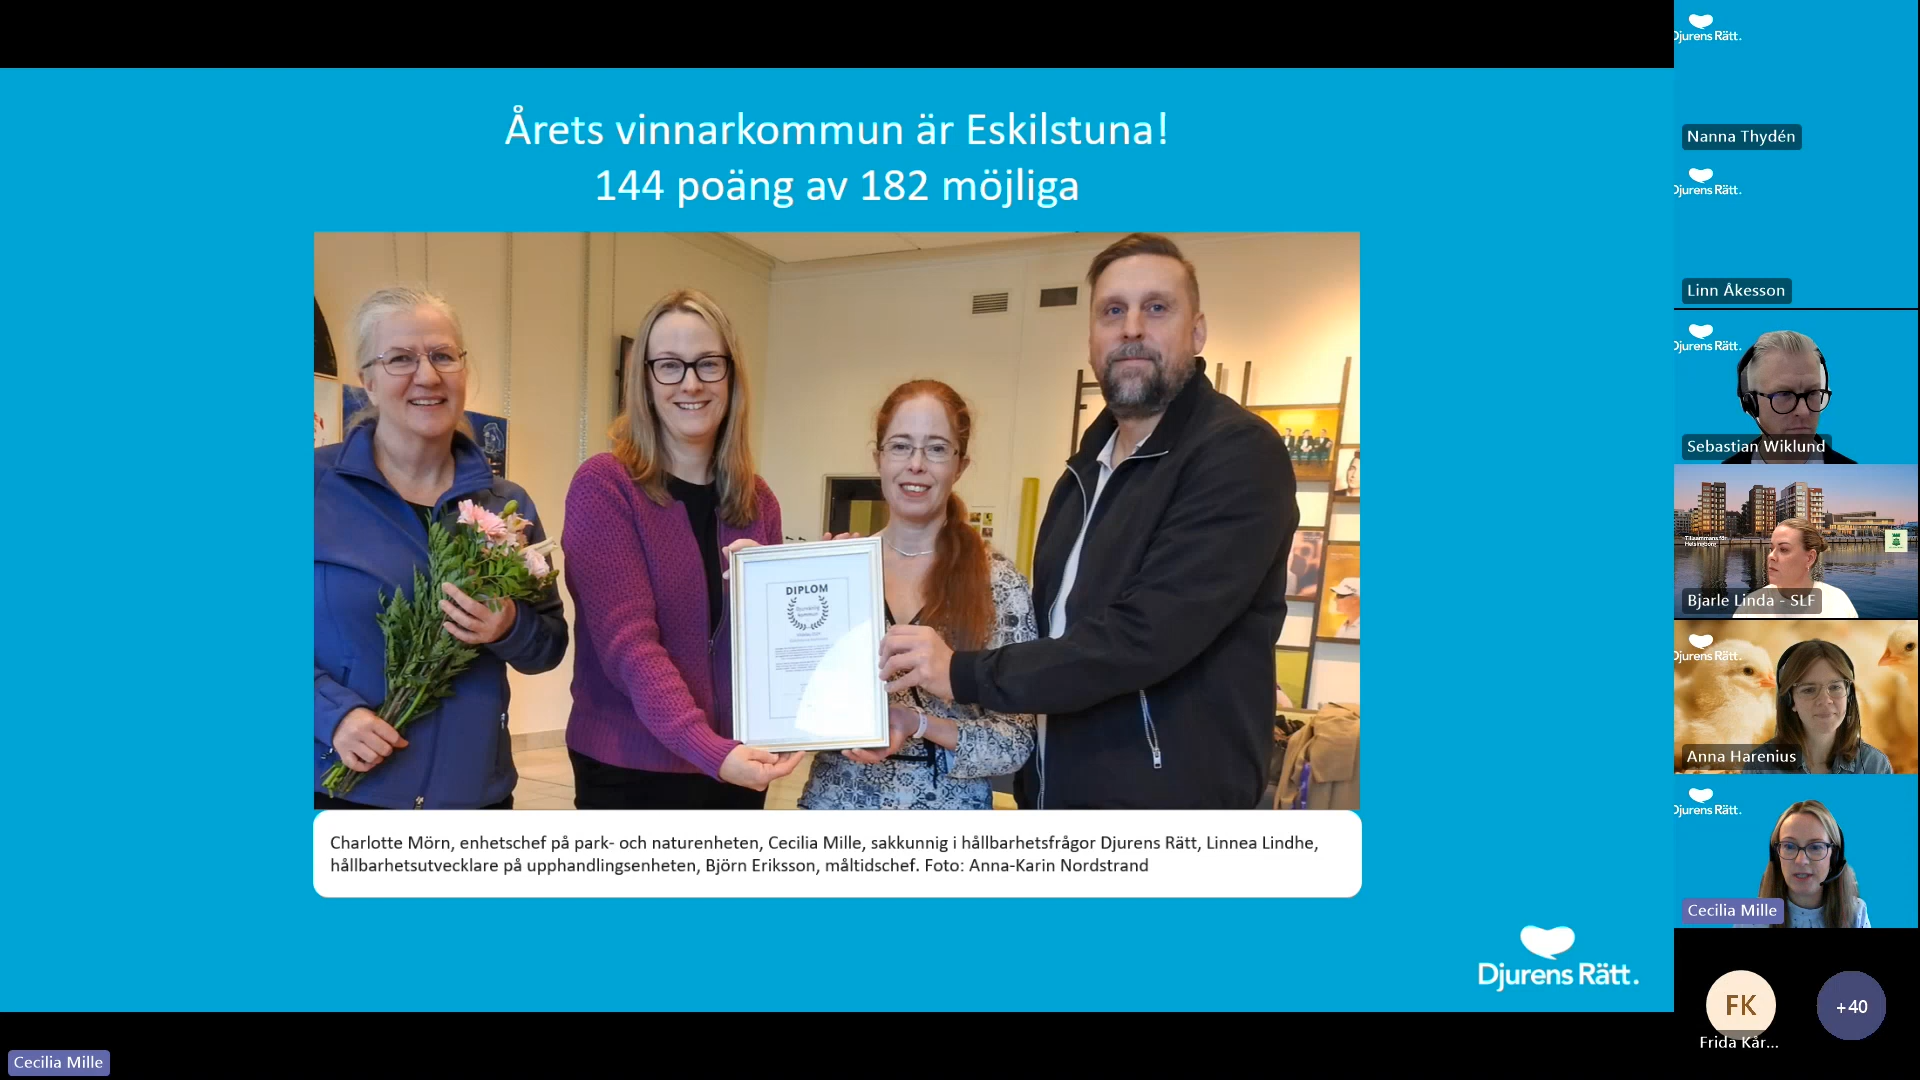 Årets vinnarkommun är Eskilstuna!
144 poäng av 182 möjliga
DIPLOM
Charlotte Mörn, enhetschef på park- och naturenheten, Cecilia Mille, sakkunnig i hållbarhetsfrågor Djurens Rätt, Linnea Lindhe,
hållbarhetsutvecklare på upphandlingsenheten, Björn Eriksson, måltidschef. Foto: Anna-Karin Nordstrand
Djurens Rätt.
Cecilia Mille
Djurens Rätt.
Nanna Thydén
Djurens Rätt.
Linn Åkesson
Djurens Rätt.
Sebastian Wiklund
Tillsammans för
Helsingborg
Bjarle Linda - SLF
Djurens Rätt.
Anna Harenius
Djurens Rätt.
Cecilia Mille
FK
Frida Kår...
+40